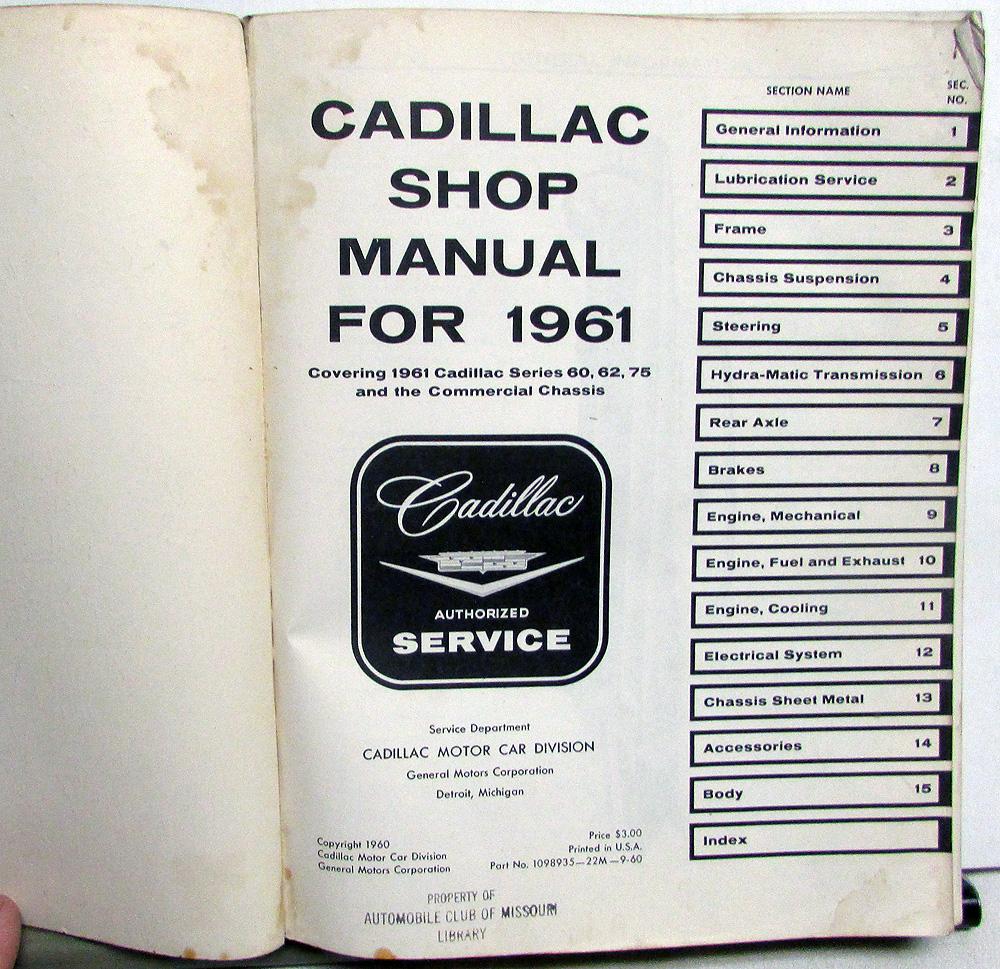 CADILLAC
SHOP
MANUAL
FOR 1961
Covering 1961 Cadillac Series 60, 62, 75
and the Commercial Chassis
Cadillac
AUTHORIZED
SERVICE
Service Department
CADILLAC MOTOR CAR DIVISION
General Motors Corporation
Detroit, Michigan
Copyright 1960
Cadillac Motor Car Division
General Motors Corporation
Price $3.00
Printed in U.S.A.
Part No. 1098935—22M—9-60
PROPERTY OF
AUTOMOBILE CLUB OF MISSOURI
LIBRARY
SECTION NAME SEC.
NO.
General Information 1
Lubrication Service 2
Frame 3
Chassis Suspension 4
Steering 5
Hydra-Matic Transmission 6
Rear Axle 7
Brakes 8
Engine, Mechanical 9
Engine, Fuel and Exhaust 10
Engine, Cooling 11
Electrical System 12
Chassis Sheet Metal 13
Accessories 14
Body 15
Index